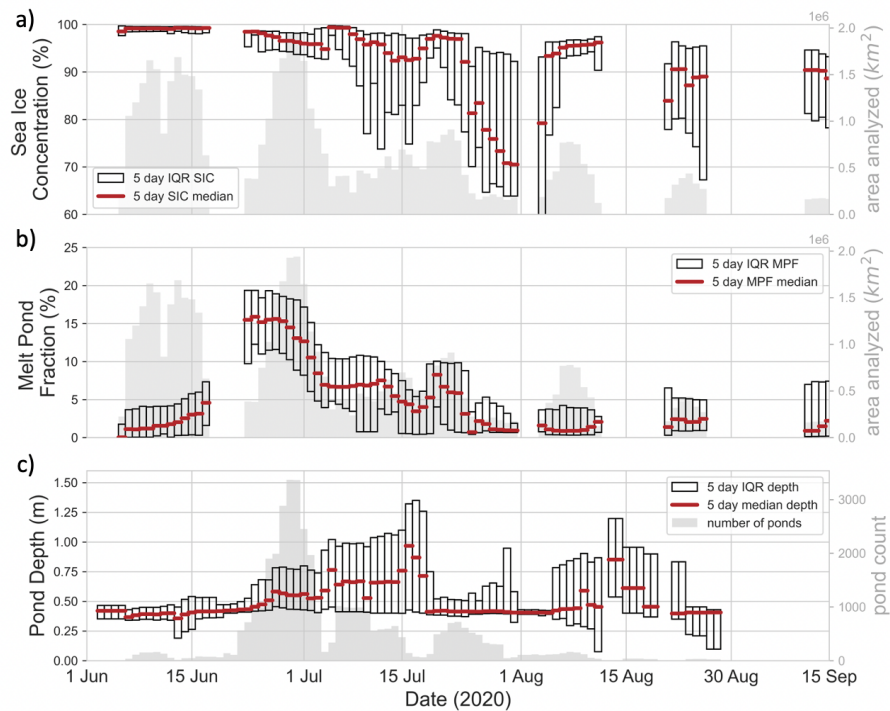 a)
100
90
80
70
60
Sea Ice
Concentration (%)
5 day IQR SIC
5 day SIC median
1e6
2.0
1.5
1.0
0.5
0.0
area analyzed (km²)
b)
25
20
15
10
5
0
Melt Pond
Fraction (%)
5 day IQR MPF
5 day MPF median
1e6
2.0
1.5
1.0
0.5
0.0
area analyzed (km²)
c)
1.50
1.25
1.00
0.75
0.50
0.25
0.00
Pond Depth (m)
5 day IQR depth
5 day median depth
number of ponds
3000
2000
1000
0
pond count
1 Jun 15 Jun 1 Jul 15 Jul 1 Aug 15 Aug 30 Aug 15 Sep
Date (2020)